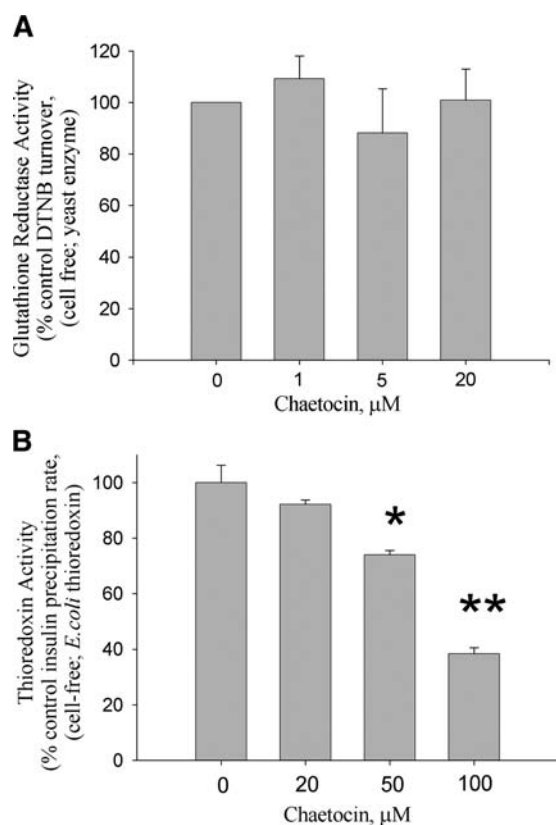 A
Glutathione Reductase Activity
(% control DTNB turnover,
(cell free; yeast enzyme)
120
100
80
60
40
20
0
0 1 5 20
Chaetocin, μM
B
Thioredoxin Activity
(% control insulin precipitation rate,
(cell-free; E.coli thioredoxin)
100
80
60
40
20
0
*
**
0 20 50 100
Chaetocin, μM